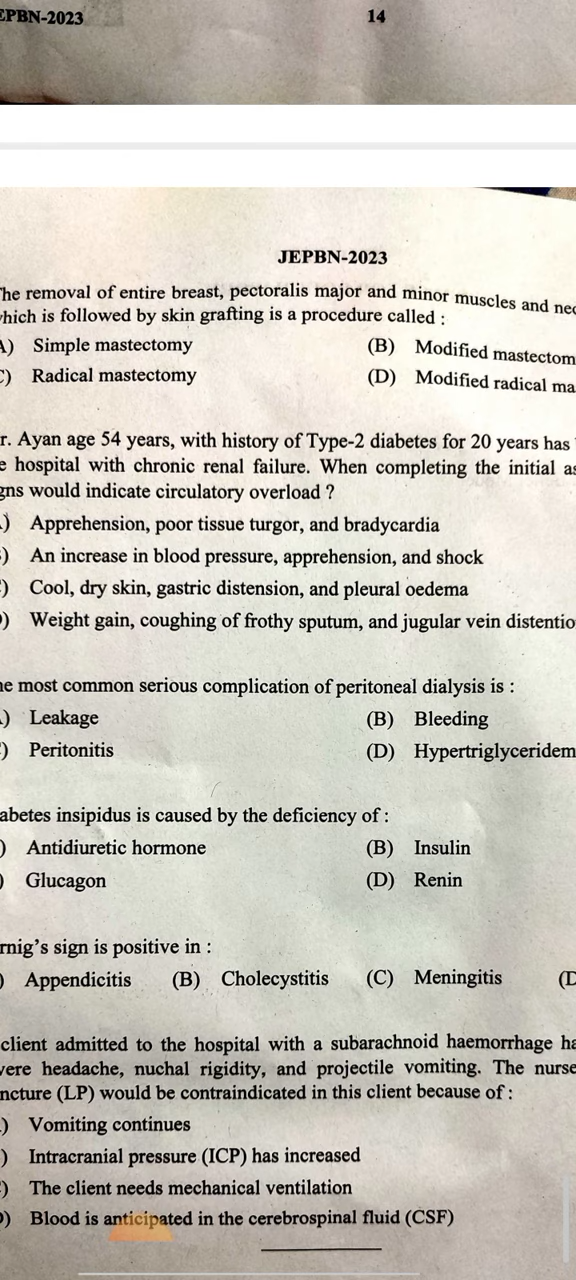 EPBN-2023 14
JEPBN-2023
The removal of entire breast, pectoralis major and minor muscles and
which is followed by skin grafting is a procedure called :
A) Simple mastectomy (B) Modified mastectom
C) Radical mastectomy (D) Modified radical ma
r. Ayan age 54 years, with history of Type-2 diabetes for 20 years has
e hospital with chronic renal failure. When completing the initial as
gns would indicate circulatory overload ?
) Apprehension, poor tissue turgor, and bradycardia
) An increase in blood pressure, apprehension, and shock
) Cool, dry skin, gastric distension, and pleural oedema
) Weight gain, coughing of frothy sputum, and jugular vein distentio
he most common serious complication of peritoneal dialysis is :
) Leakage (B) Bleeding
) Peritonitis (D) Hypertriglyceridem
abetes insipidus is caused by the deficiency of :
) Antidiuretic hormone (B) Insulin
) Glucagon (D) Renin
rnig's sign is positive in :
) Appendicitis (B) Cholecystitis (C) Meningitis (D
client admitted to the hospital with a subarachnoid haemorrhage ha
vere headache, nuchal rigidity, and projectile vomiting. The nurse
ncture (LP) would be contraindicated in this client because of :
) Vomiting continues
) Intracranial pressure (ICP) has increased
) The client needs mechanical ventilation
) Blood is anticipated in the cerebrospinal fluid (CSF)